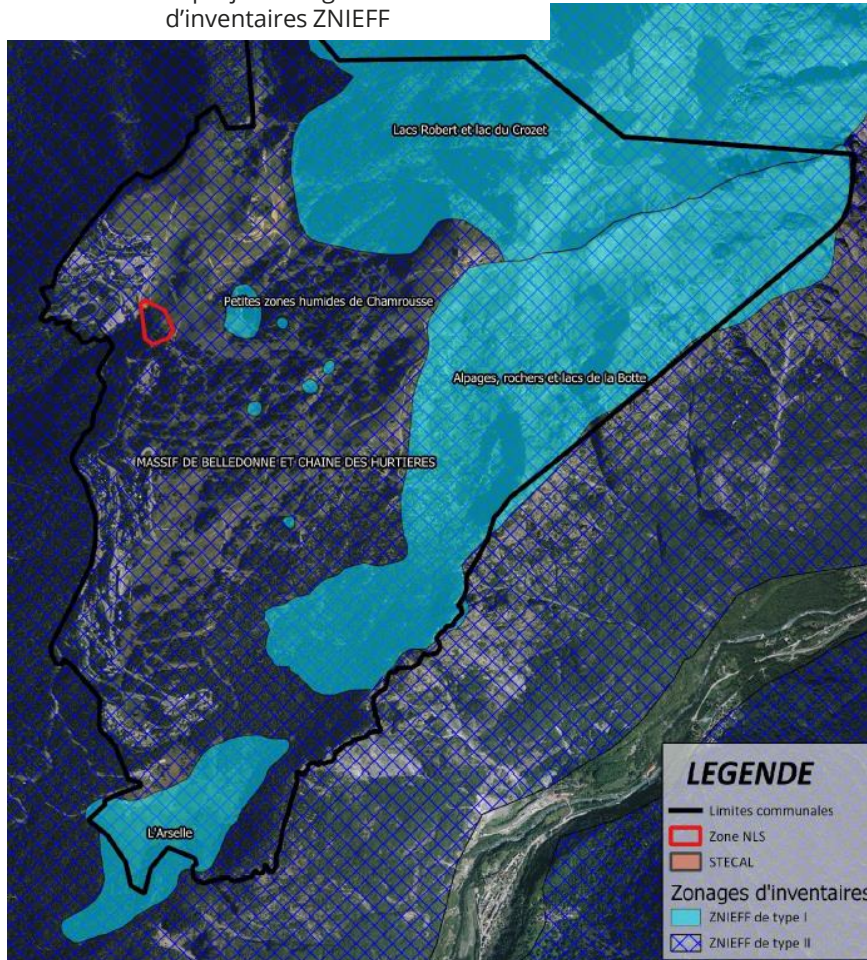 d'inventaires ZNIEFF
Lacs Robert et lac du Crozet
Petites zones humides de Chamrousse
Alpages, rochers et lacs de la Botte
MASSIF DE BELLEDONNE ET CHAINE DES HURTIERES
L'Arselle
LEGENDE
Limites communales
Zone NLS
STECAL
Zonages d'inventaires
ZNIEFF de type I
ZNIEFF de type II